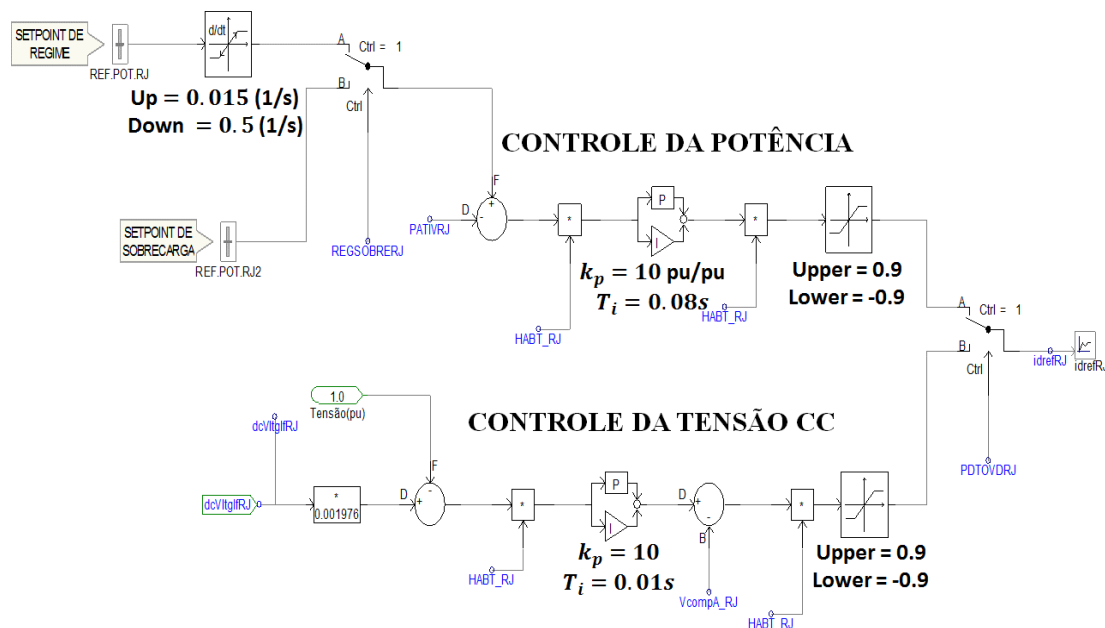 SETPOINT DE
REGIME
REF.POT.RJ
d/dt
Up = 0.015 (1/s)
Down = 0.5 (1/s)
A
Ctrl = 1
B
Ctrl
CONTROLE DA POTÊNCIA
SETPOINT DE
SOBRECARGA
REF.POT.RJ2
REGSOBRERJ
PATIVRJ
D
-
F
+
*
HABT_RJ
P
I
k_p = 10 pu/pu
T_i = 0.08s
*
HABT_RJ
Upper = 0.9
Lower = -0.9
A
Ctrl = 1
B
Ctrl
idrefRJ
idrefRJ
PDTOVDRJ
CONTROLE DA TENSÃO CC
1.0
Tensão(pu)
dcVltgIfRJ
dcVltgIfRJ
*
0.001976
D
+
F
-
*
HABT_RJ
P
I
k_p = 10
T_i = 0.01s
D
+
-
B
VcompA_RJ
*
HABT_RJ
Upper = 0.9
Lower = -0.9